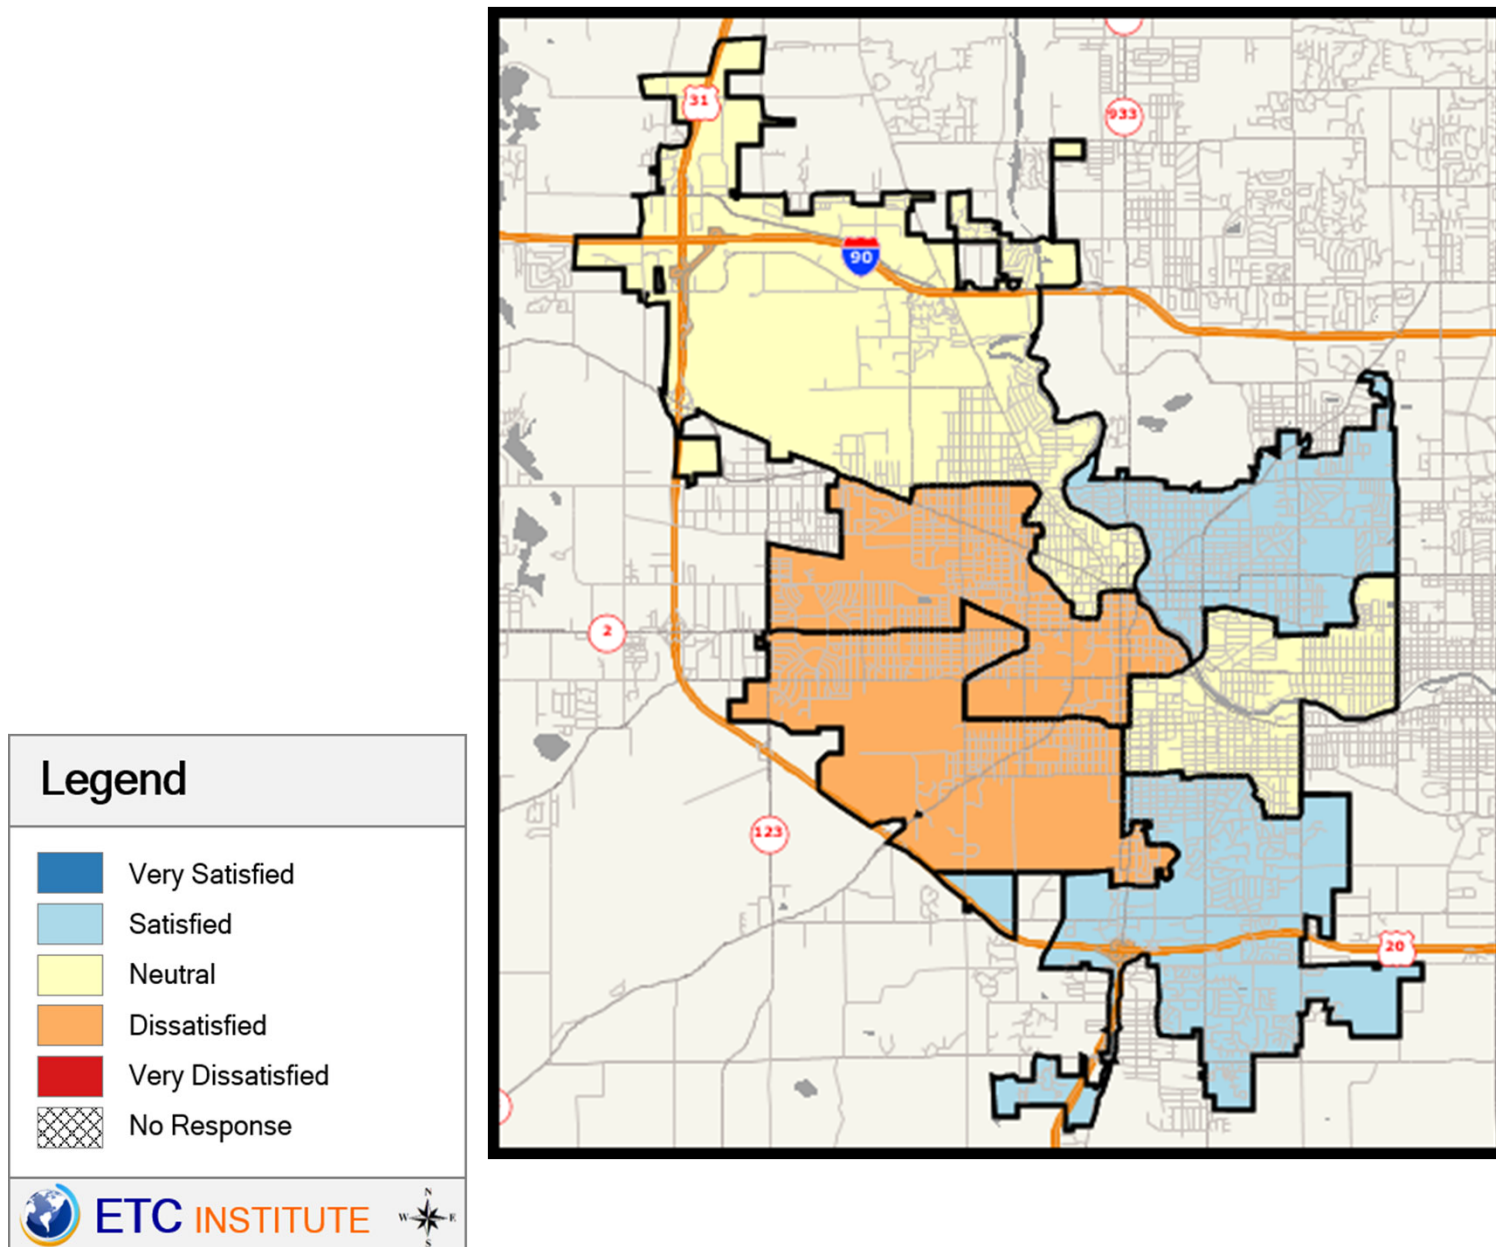 31
933
90
2
123
20
Legend
Very Satisfied
Satisfied
Neutral
Dissatisfied
Very Dissatisfied
No Response
ETC INSTITUTE
N
W E
S